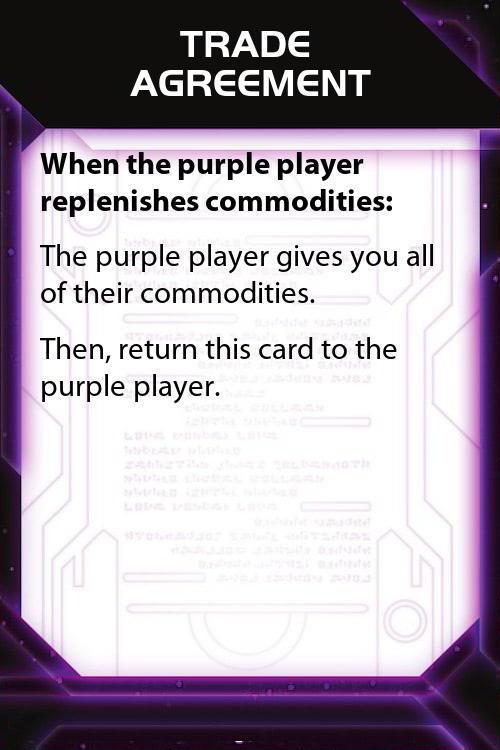 TRADE
AGREEMENT
When the purple player
replenishes commodities:
The purple player gives you all
of their commodities.
Then, return this card to the
purple player.